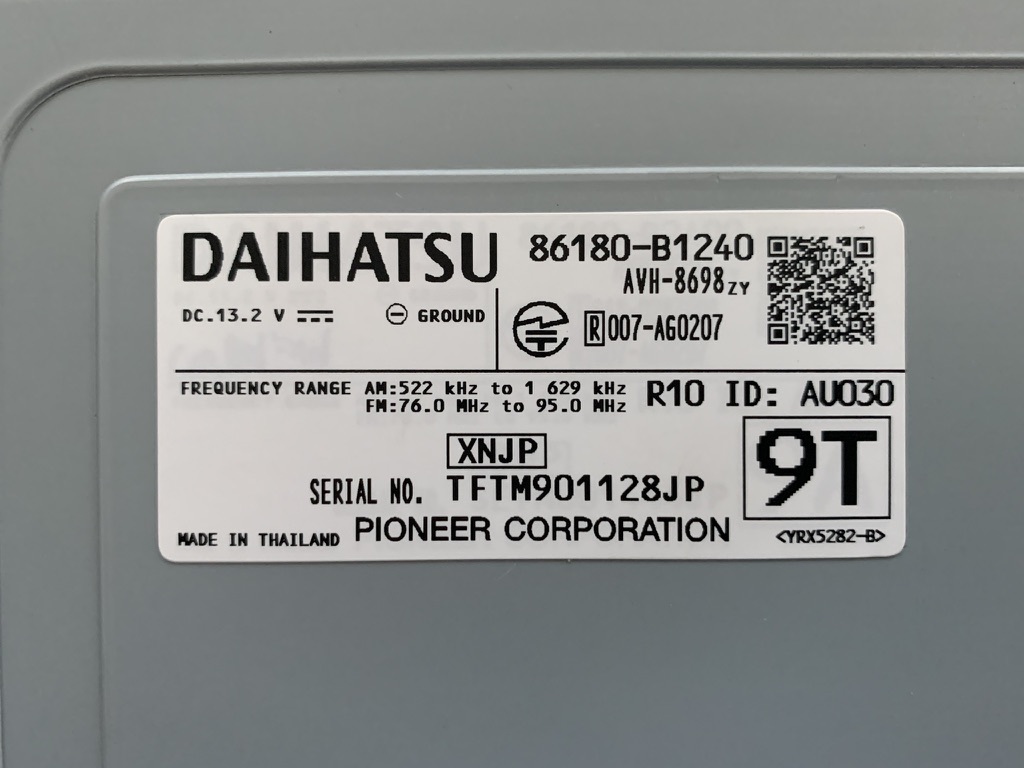 DAIHATSU 86180-B1240
AVH-8698ZY
DC.13.2 V GROUND
R 007-A60207
FREQUENCY RANGE AM:522 kHz to 1 629 kHz
FM:76.0 MHz to 95.0 MHz
R10 ID: AU030
XNJP
9T
SERIAL NO. TFTM901128JP
MADE IN THAILAND PIONEER CORPORATION <YRX5282-B>